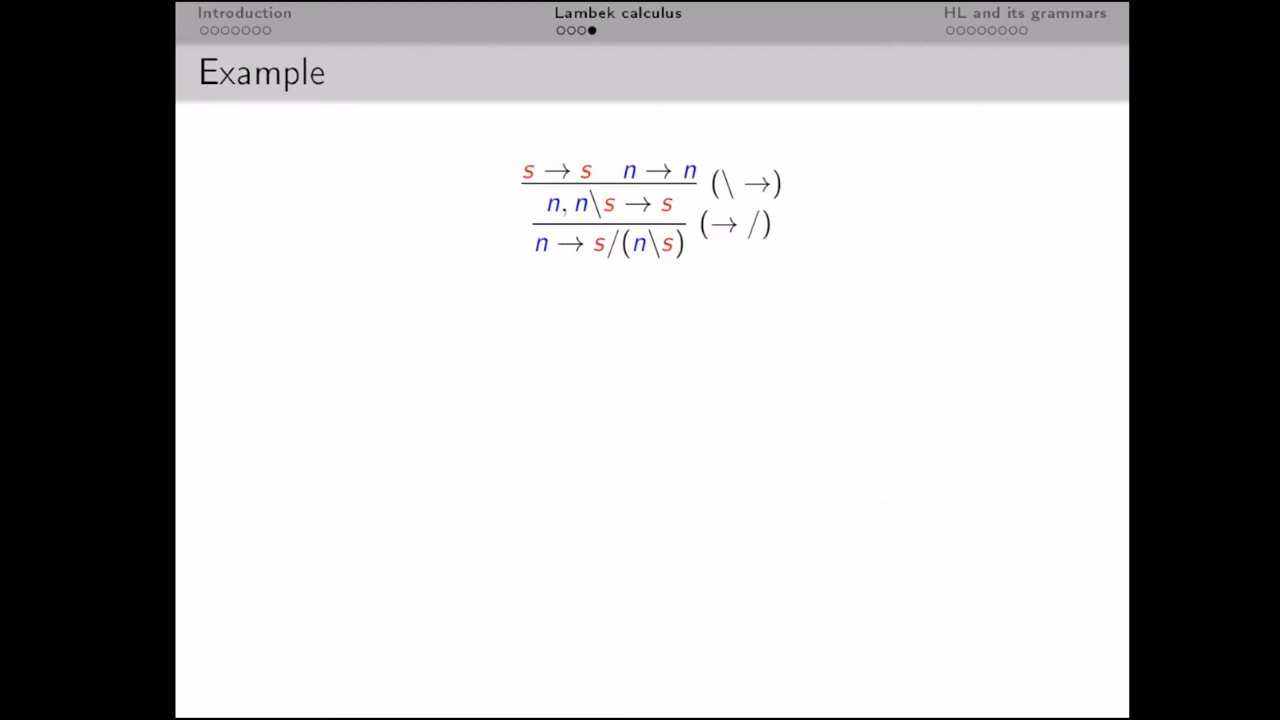 Introduction Lambek calculus HL and its grammars
Example
s → s n → n (\ →)
n, n\s → s
n → s/(n\s) (→ /)